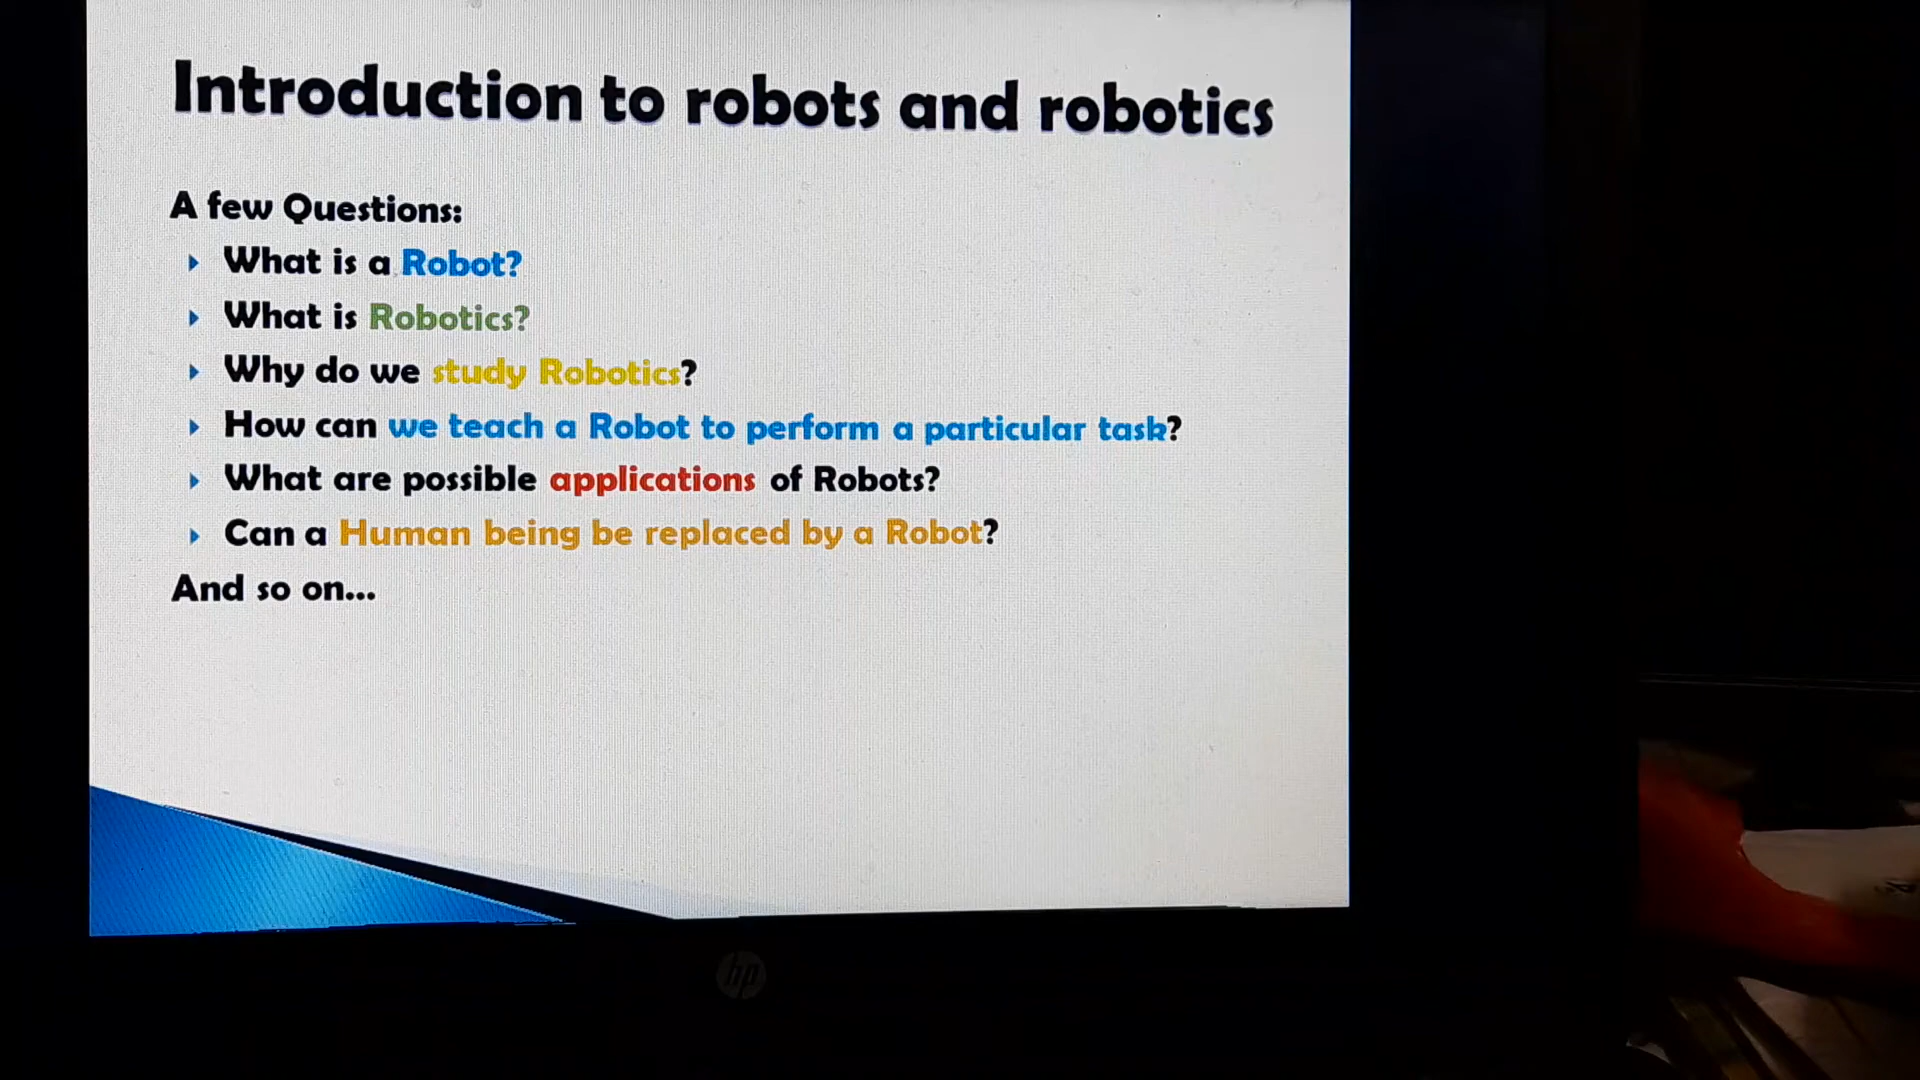 Introduction to robots and robotics
A few Questions:
What is a Robot?
What is Robotics?
Why do we study Robotics?
How can we teach a Robot to perform a particular task?
What are possible applications of Robots?
Can a Human being be replaced by a Robot?
And so on...
hp